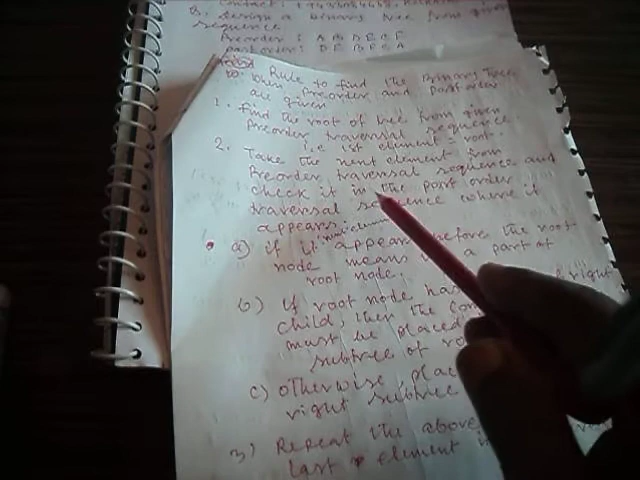 Contact:
Q. Design a binary tree from given
sequence
Preorder : A B D E C F
Postorder : D E B F C A
Rule to find the Binary Tree
when Preorder and Postorder
are given
1. Find the root of tree from given
Preorder traversal sequence.
i.e 1st element = root.
2. Take the next element from
Preorder traversal sequence and
check it in the post order
traversal sequence where it
appears.
a) if it appears before the root
node means a part of
root node.
b) If root node has right
child, then the
must be placed
subtree of
c) otherwise place
right subtree
3) Repeat the above
last element